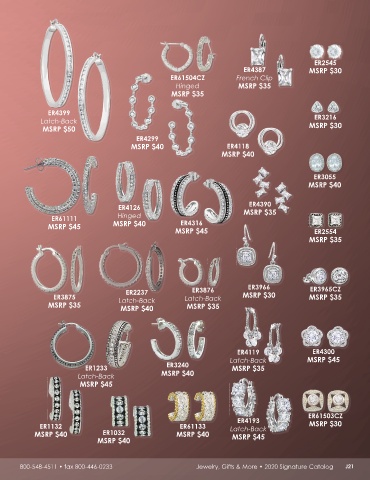 ER4399
Latch-Back
MSRP $50
ER61504CZ
Hinged
MSRP $35
ER4387
French Clip
MSRP $35
ER2545
MSRP $30
ER4299
MSRP $40
ER4118
MSRP $40
ER3216
MSRP $30
ER3055
MSRP $40
ER61111
MSRP $45
ER4126
Hinged
MSRP $40
ER4316
MSRP $45
ER4390
MSRP $35
ER2554
MSRP $35
ER3875
MSRP $35
ER2237
Latch-Back
MSRP $40
ER3876
Latch-Back
MSRP $35
ER3966
MSRP $30
ER3965CZ
MSRP $35
ER1233
Latch-Back
MSRP $45
ER3240
MSRP $40
ER4119
Latch-Back
MSRP $35
ER4300
MSRP $45
ER1132
MSRP $40
ER1032
MSRP $40
ER61133
MSRP $40
ER4193
Latch-Back
MSRP $45
ER61503CZ
MSRP $30
800-548-4511 • fax 800-446-0233
Jewelry, Gifts & More • 2020 Signature Catalog J21